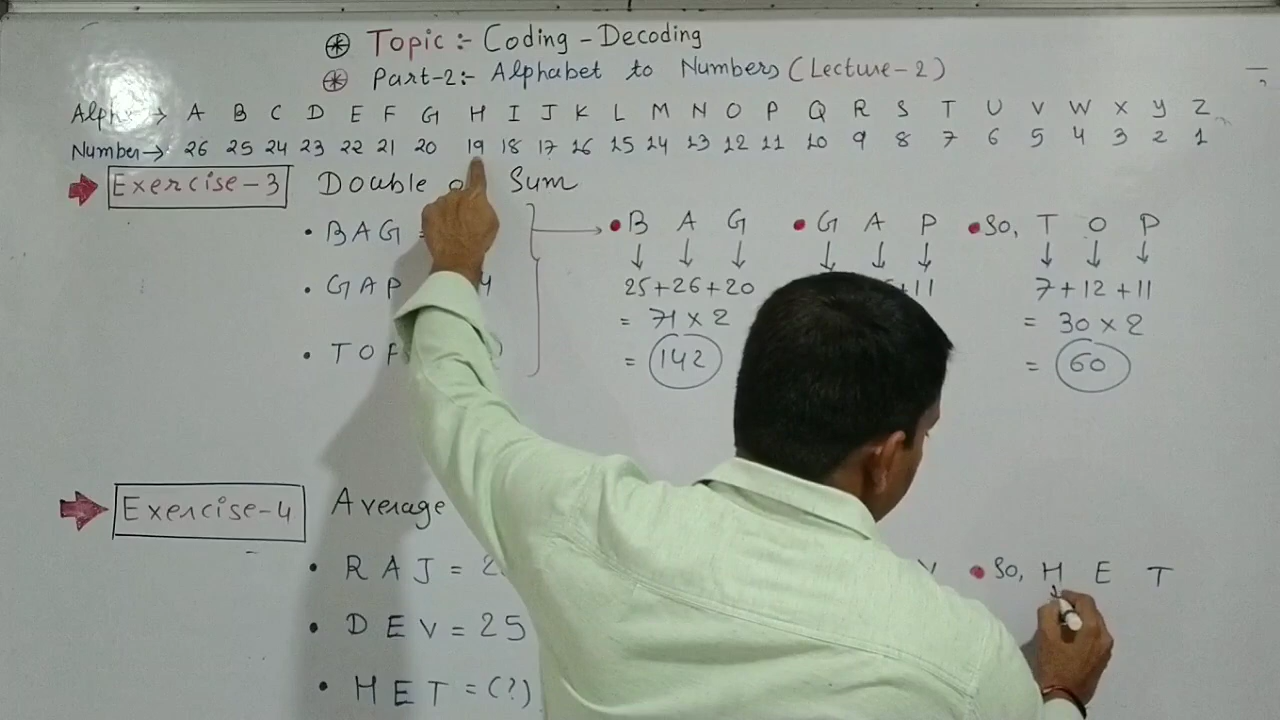 Topic :- Coding - Decoding
Part-2:- Alphabet to Numbers (Lecture-2)
A B C D E F G H I J K L M N O P Q R S T U V W X Y Z
Number → 26 25 24 23 22 21 20 19 18 17 16 15 14 13 12 11 10 9 8 7 6 5 4 3 2 1
Exercise-3 Double Sum
• BAG
• GAP
• B A G • G A P • So, T O P
↓ ↓ ↓ ↓ ↓ ↓ ↓ ↓ ↓
25+26+20 +11 7+12+11
= 71 x 2 = 30 x 2
= 142 = 60
Exercise-4 Average
• R A J =
• D E V = 25
• H E T = (?)
• So, H E T